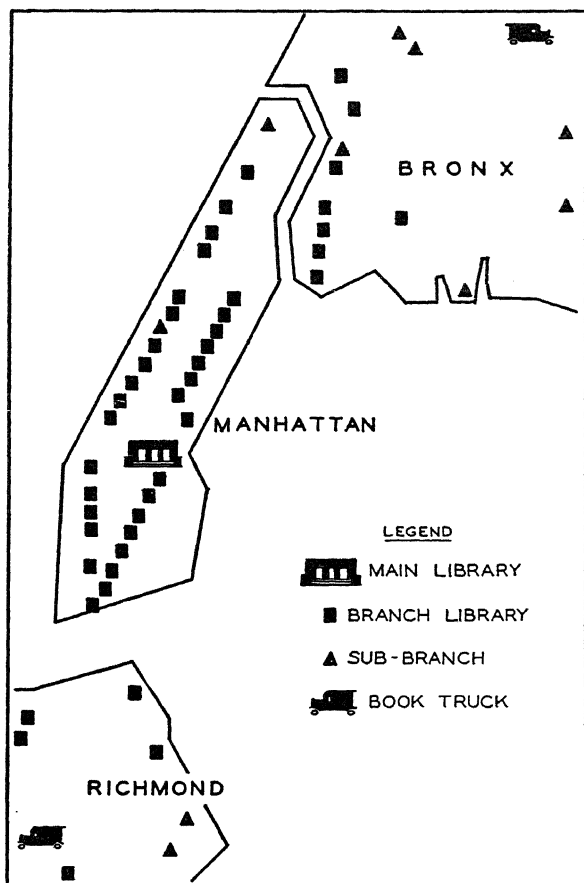 BRONX
MANHATTAN
LEGEND
MAIN LIBRARY
BRANCH LIBRARY
SUB-BRANCH
BOOK TRUCK
RICHMOND